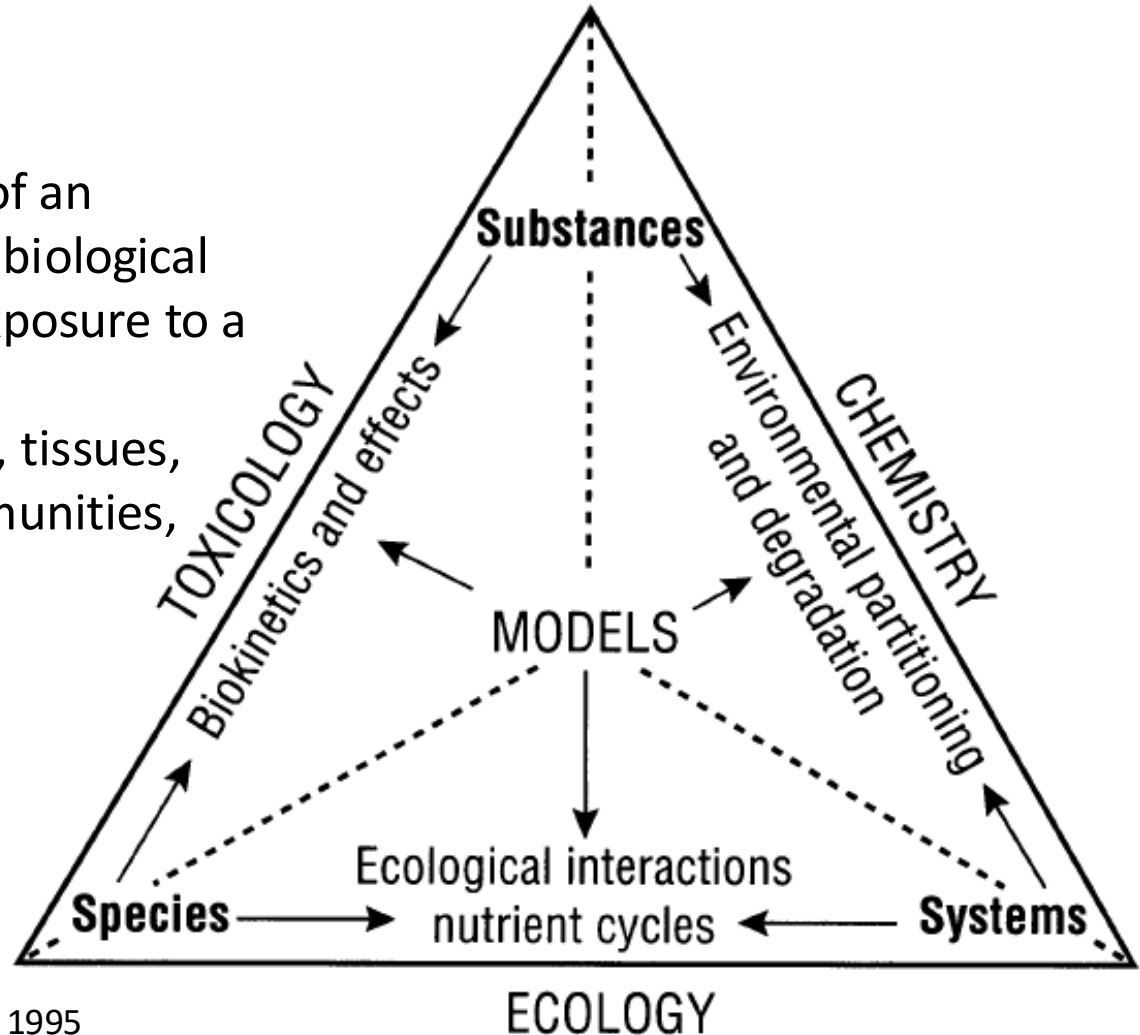 of an
biological
xposure to a
, tissues,
nunities,
Substances
TOXICOLOGY
Biokinetics and effects
CHEMISTRY
Environmental partitioning
and degradation
MODELS
Ecological interactions
nutrient cycles
Species
Systems
ECOLOGY
1995